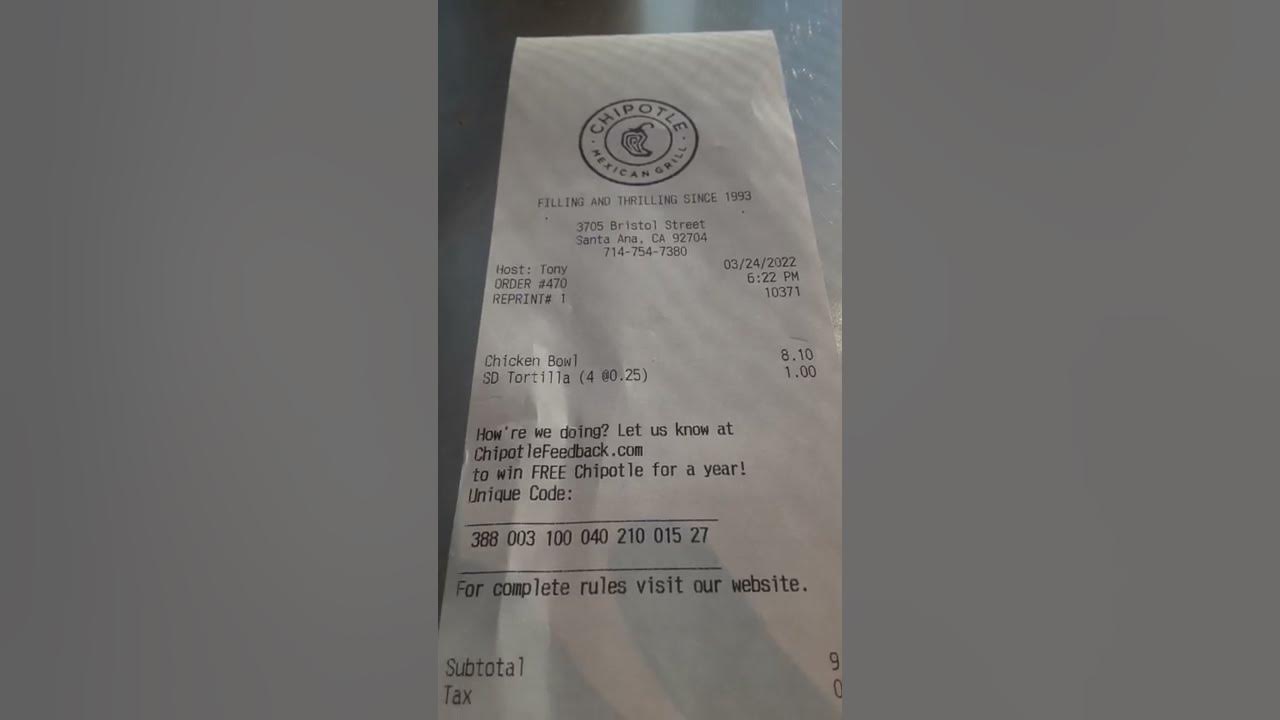 CHIPOTLE
MEXICAN GRILL
FILLING AND THRILLING SINCE 1993
3705 Bristol Street
Santa Ana, CA 92704
714-754-7380
Host: Tony 03/24/2022
ORDER #470 6:22 PM
REPRINT# 1 10371
Chicken Bowl 8.10
SD Tortilla (4 @0.25) 1.00
How're we doing? Let us know at
ChipotleFeedback.com
to win FREE Chipotle for a year!
Unique Code:
388 003 100 040 210 015 27
For complete rules visit our website.
Subtotal 9
Tax 0